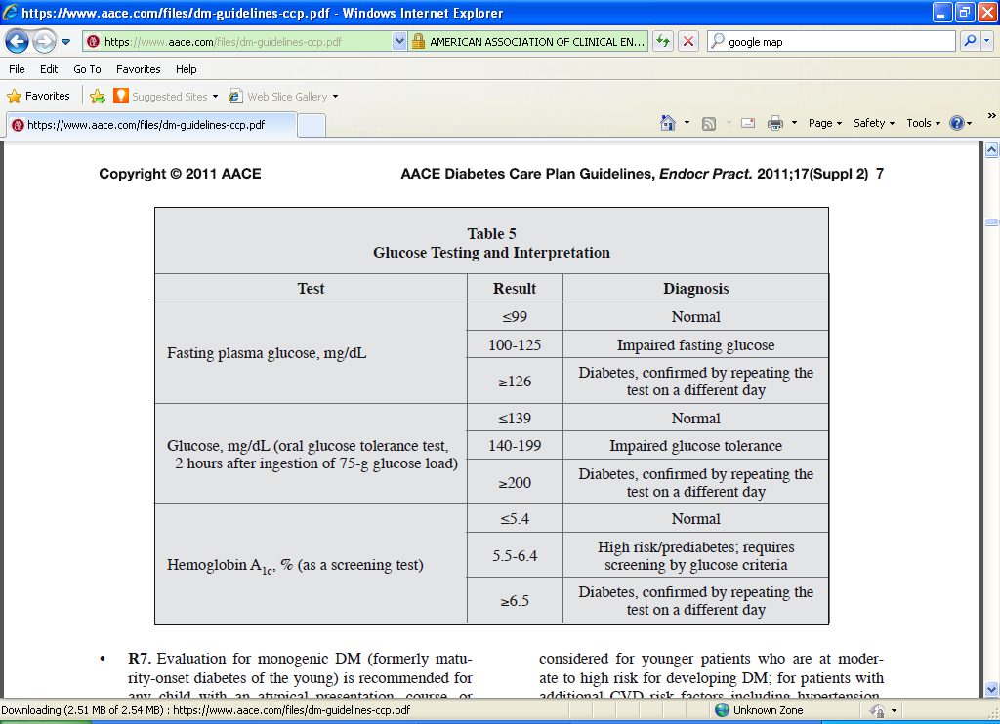 https://www.aace.com/files/dm-guidelines-ccp.pdf - Windows Internet Explorer
https://www.aace.com/files/dm-guidelines-ccp.pdf
AMERICAN ASSOCIATION OF CLINICAL EN...
google map
File Edit Go To Favorites Help
Favorites Suggested Sites Web Slice Gallery
https://www.aace.com/files/dm-guidelines-ccp.pdf
Page Safety Tools
Copyright © 2011 AACE
AACE Diabetes Care Plan Guidelines, Endocr Pract. 2011;17(Suppl 2) 7
Table 5
Glucose Testing and Interpretation
Test Result Diagnosis
Fasting plasma glucose, mg/dL
≤99 Normal
100-125 Impaired fasting glucose
≥126 Diabetes, confirmed by repeating the
test on a different day
Glucose, mg/dL (oral glucose tolerance test,
2 hours after ingestion of 75-g glucose load)
≤139 Normal
140-199 Impaired glucose tolerance
≥200 Diabetes, confirmed by repeating the
test on a different day
Hemoglobin A1c, % (as a screening test)
≤5.4 Normal
5.5-6.4 High risk/prediabetes; requires
screening by glucose criteria
≥6.5 Diabetes, confirmed by repeating the
test on a different day
• R7. Evaluation for monogenic DM (formerly matu-
rity-onset diabetes of the young) is recommended for
any child with an atypical presentation, course, or
considered for younger patients who are at moder-
ate to high risk for developing DM; for patients with
additional CVD risk factors including hypertension,
Downloading (2.51 MB of 2.54 MB) : https://www.aace.com/files/dm-guidelines-ccp.pdf
Unknown Zone